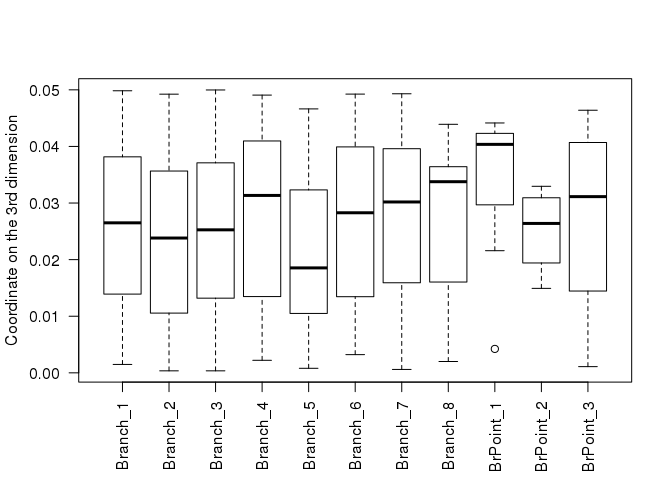 Coordinate on the 3rd dimension
0.05
0.04
0.03
0.02
0.01
0.00
Branch_1
Branch_2
Branch_3
Branch_4
Branch_5
Branch_6
Branch_7
Branch_8
BrPoint_1
BrPoint_2
BrPoint_3